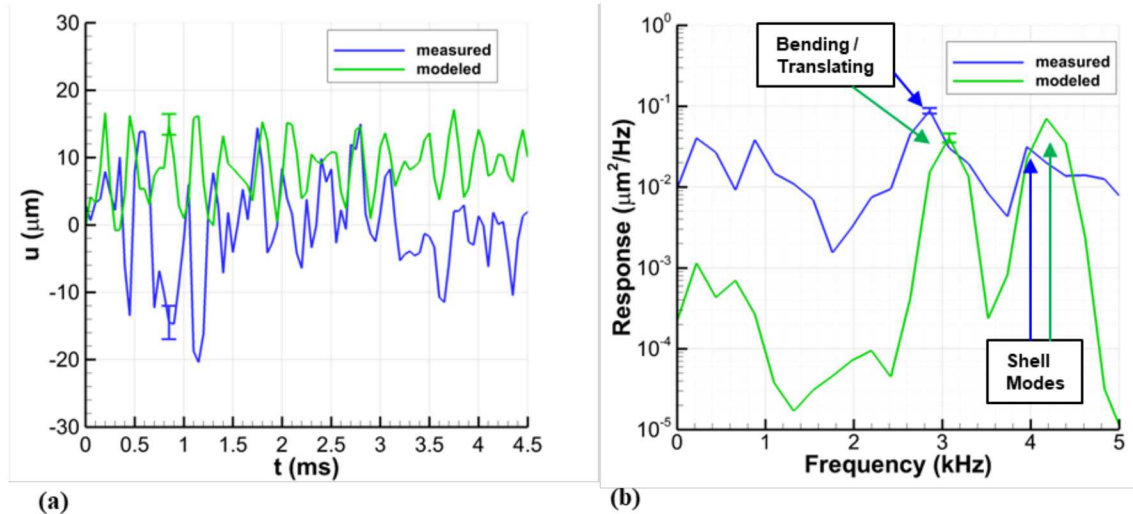 30
20
10
0
-10
-20
-30
u (μm)
measured
modeled
0 0.5 1 1.5 2 2.5 3 3.5 4 4.5
t (ms)
(a)
10⁰
10⁻¹
10⁻²
10⁻³
10⁻⁴
10⁻⁵
Response (μm²/Hz)
Bending /
Translating
measured
modeled
Shell
Modes
0 1 2 3 4 5
Frequency (kHz)
(b)